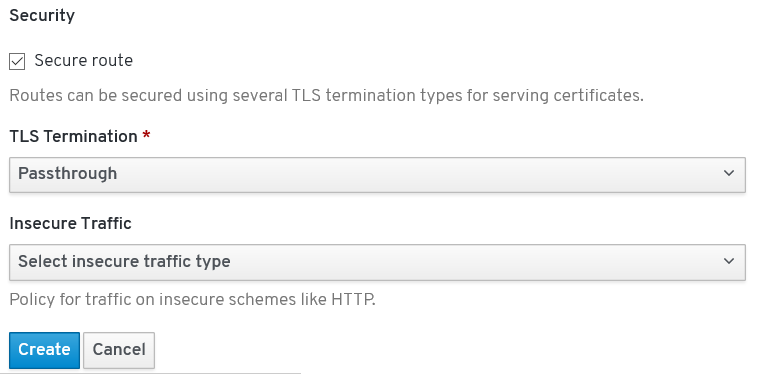 Security
Secure route
Routes can be secured using several TLS termination types for serving certificates.
TLS Termination *
Passthrough
Insecure Traffic
Select insecure traffic type
Policy for traffic on insecure schemes like HTTP.
Create Cancel